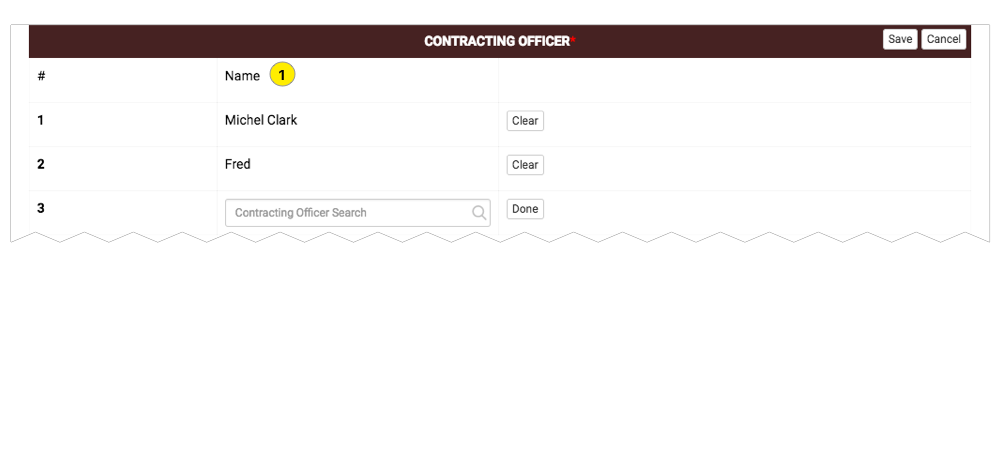 CONTRACTING OFFICER* Save Cancel
# Name 1
1 Michel Clark Clear
2 Fred Clear
3 Contracting Officer Search Done